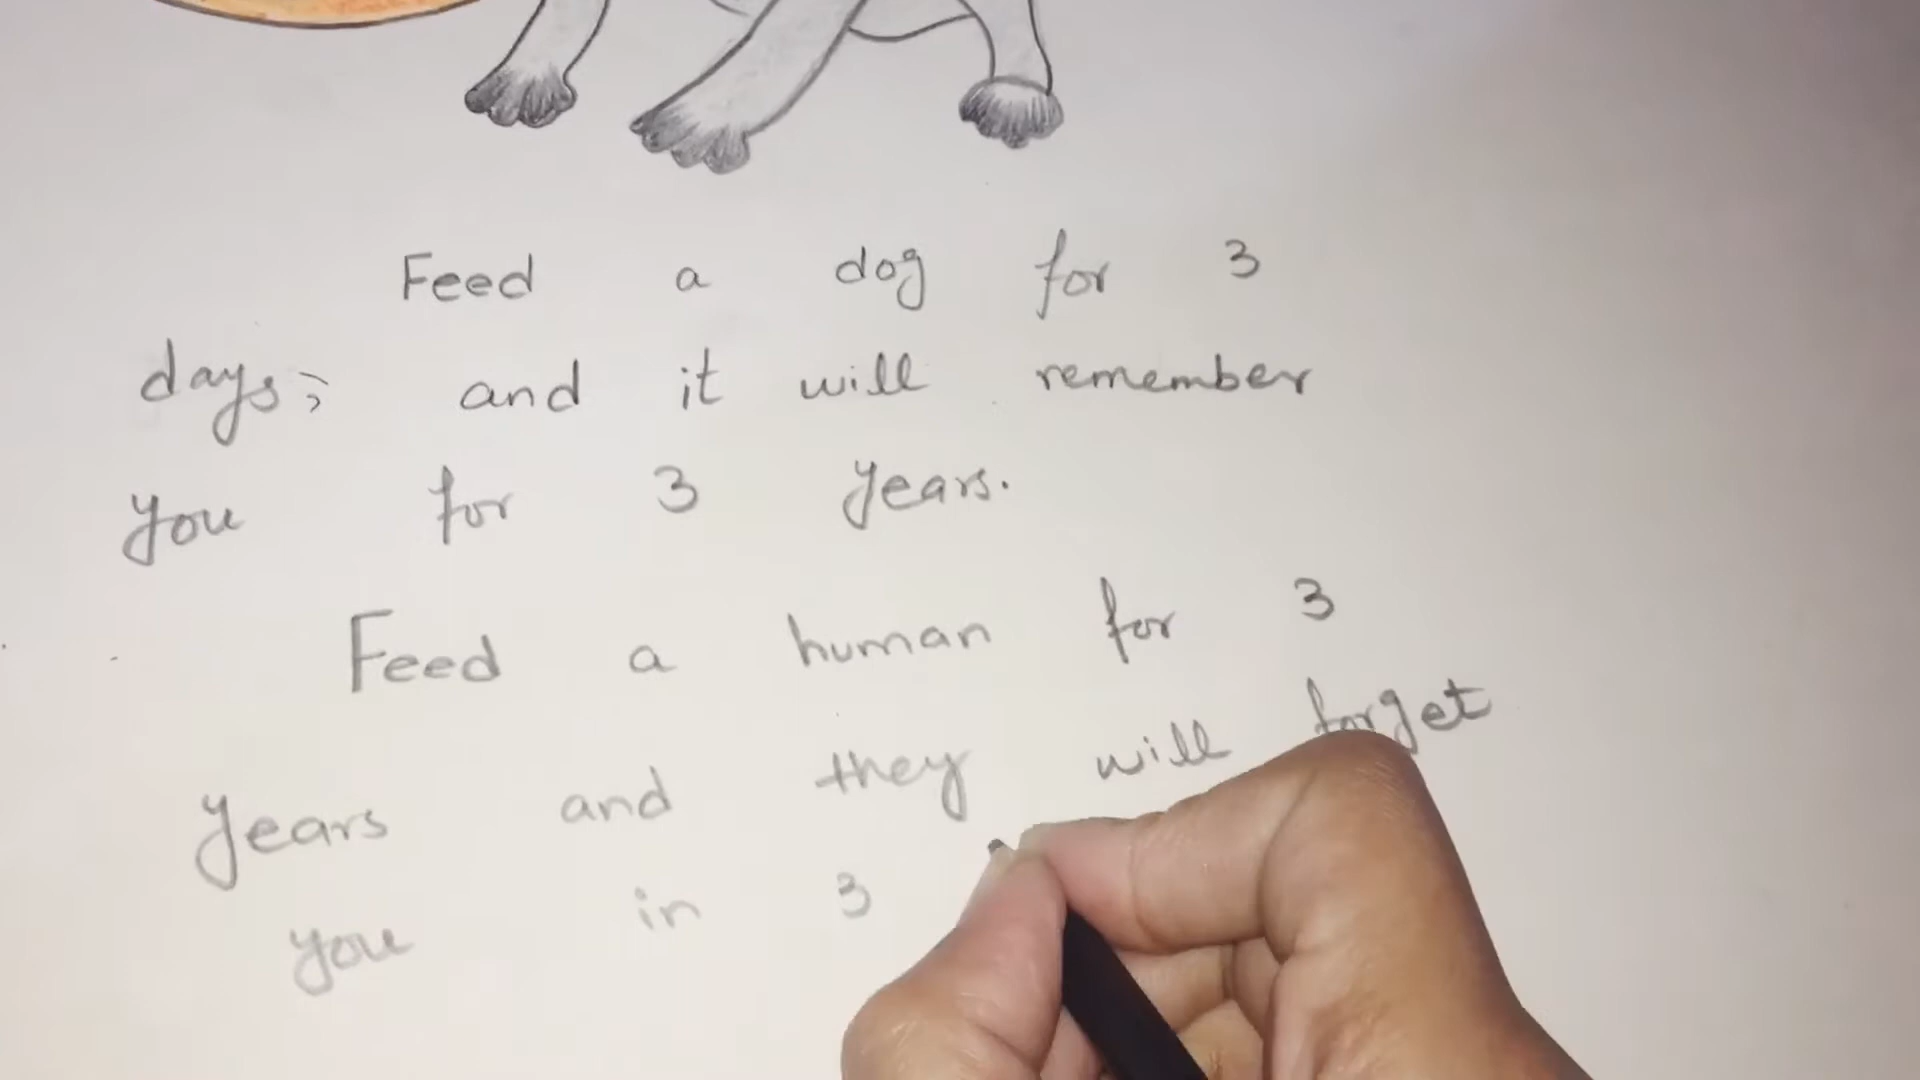 Feed a dog for 3
days, and it will remember
you for 3 years.
Feed a human for 3
years and they will forget
you in 3